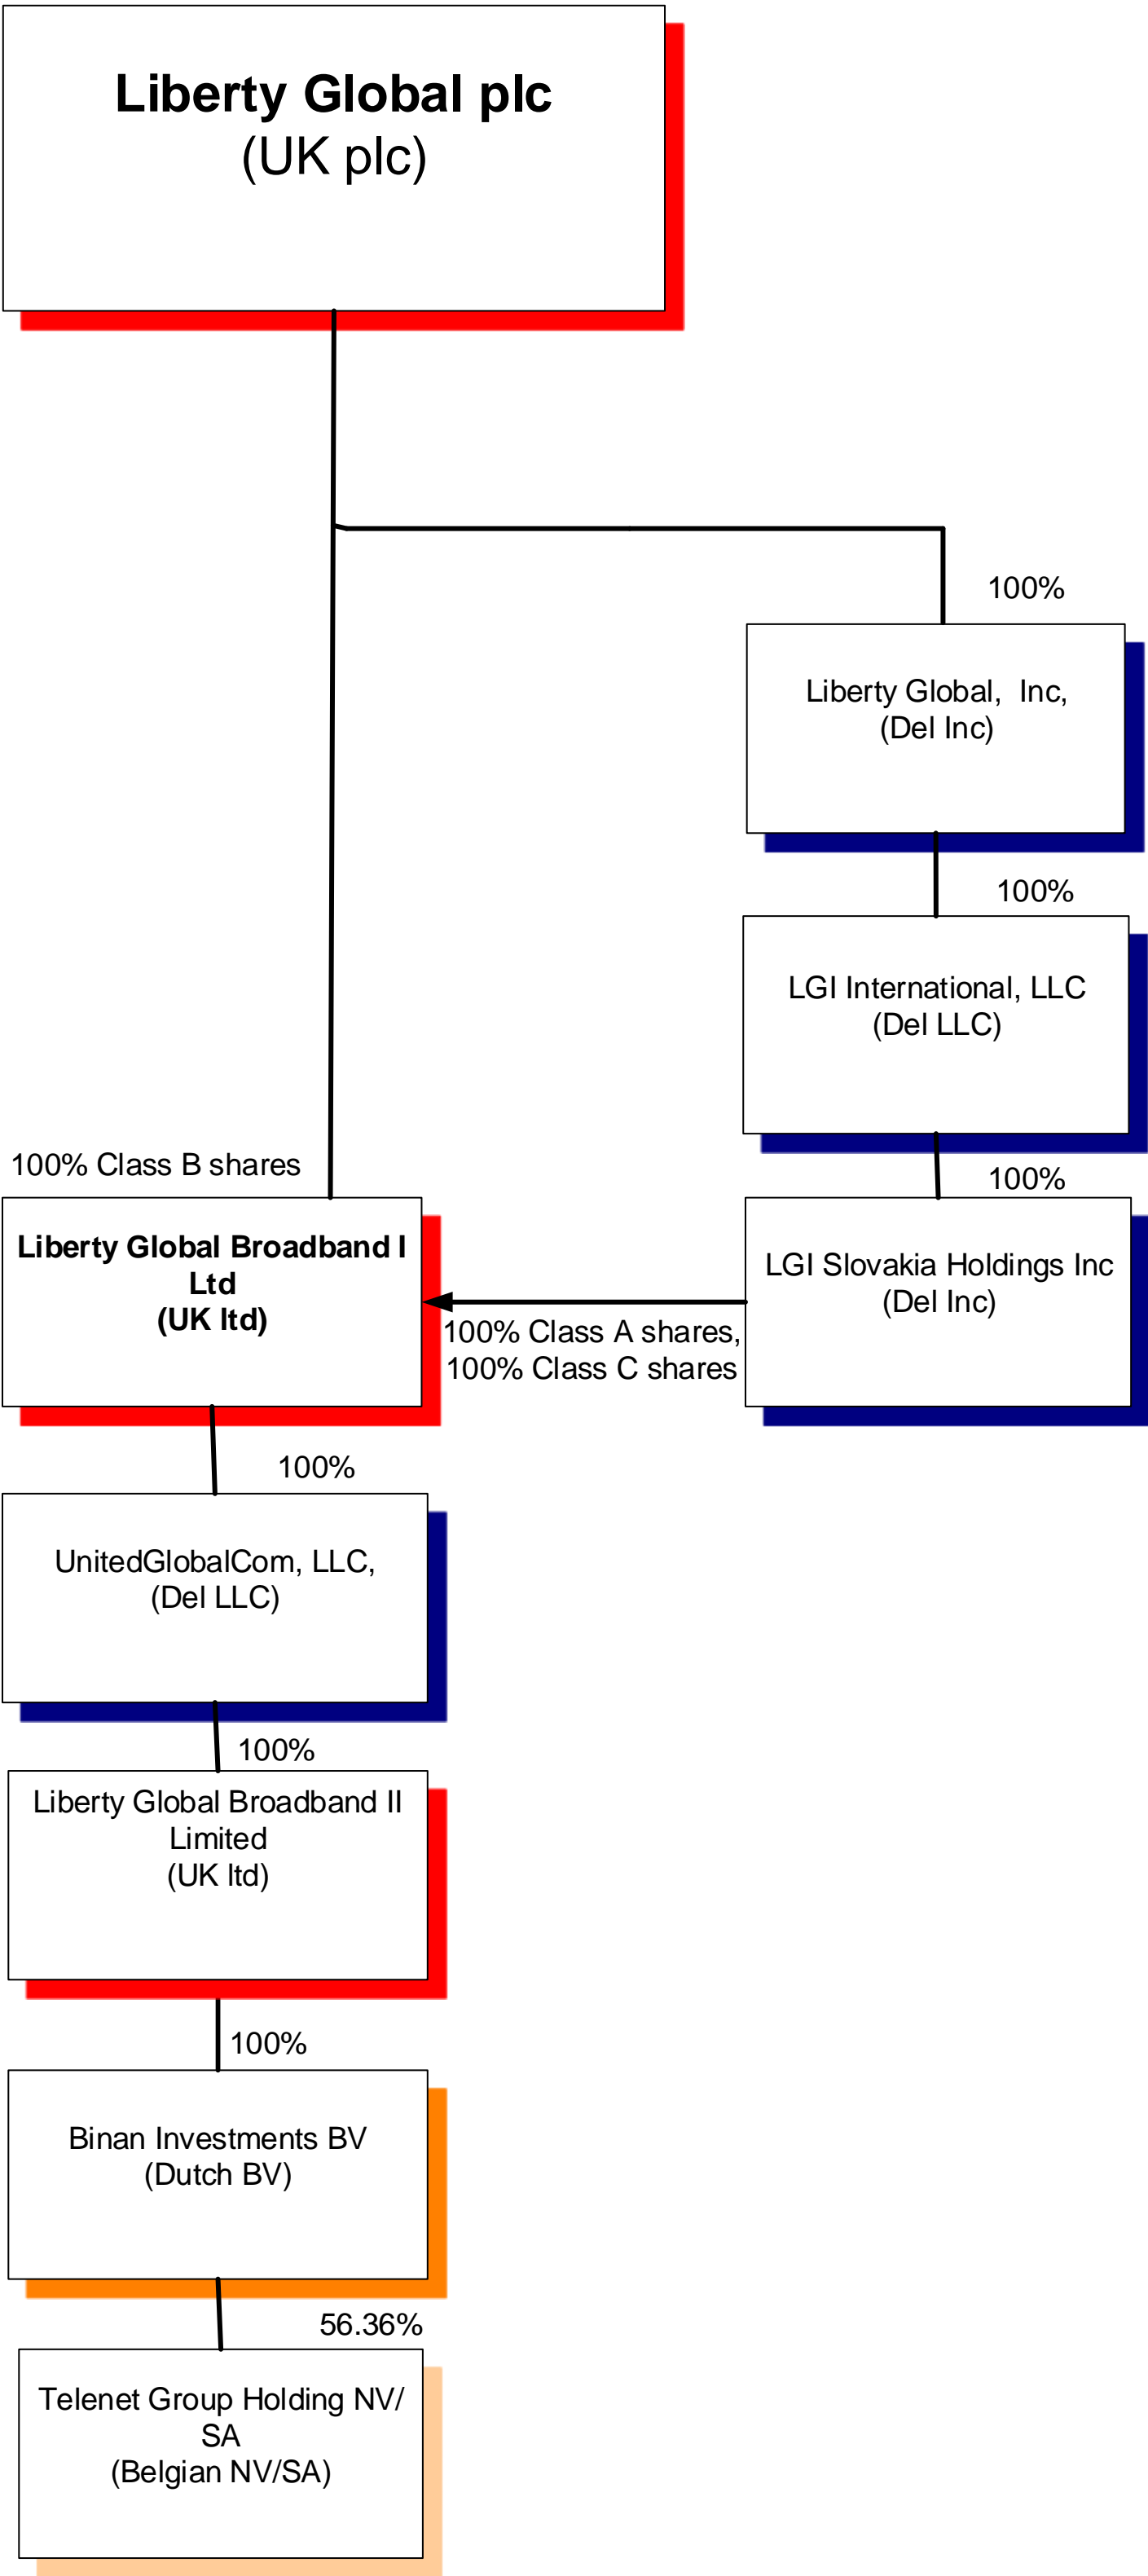 Liberty Global plc
(UK plc)
100%
Liberty Global,  Inc,
(Del Inc)
100%
LGI International, LLC
(Del LLC)
100%
LGI Slovakia Holdings Inc
(Del Inc)
100% Class B shares
Liberty Global Broadband I
Ltd
(UK ltd)
100% Class A shares,
100% Class C shares
100%
UnitedGlobalCom, LLC,
(Del LLC)
100%
Liberty Global Broadband II
Limited
(UK ltd)
100%
Binan Investments BV
(Dutch BV)
56.36%
Telenet Group Holding NV/
SA
(Belgian NV/SA)